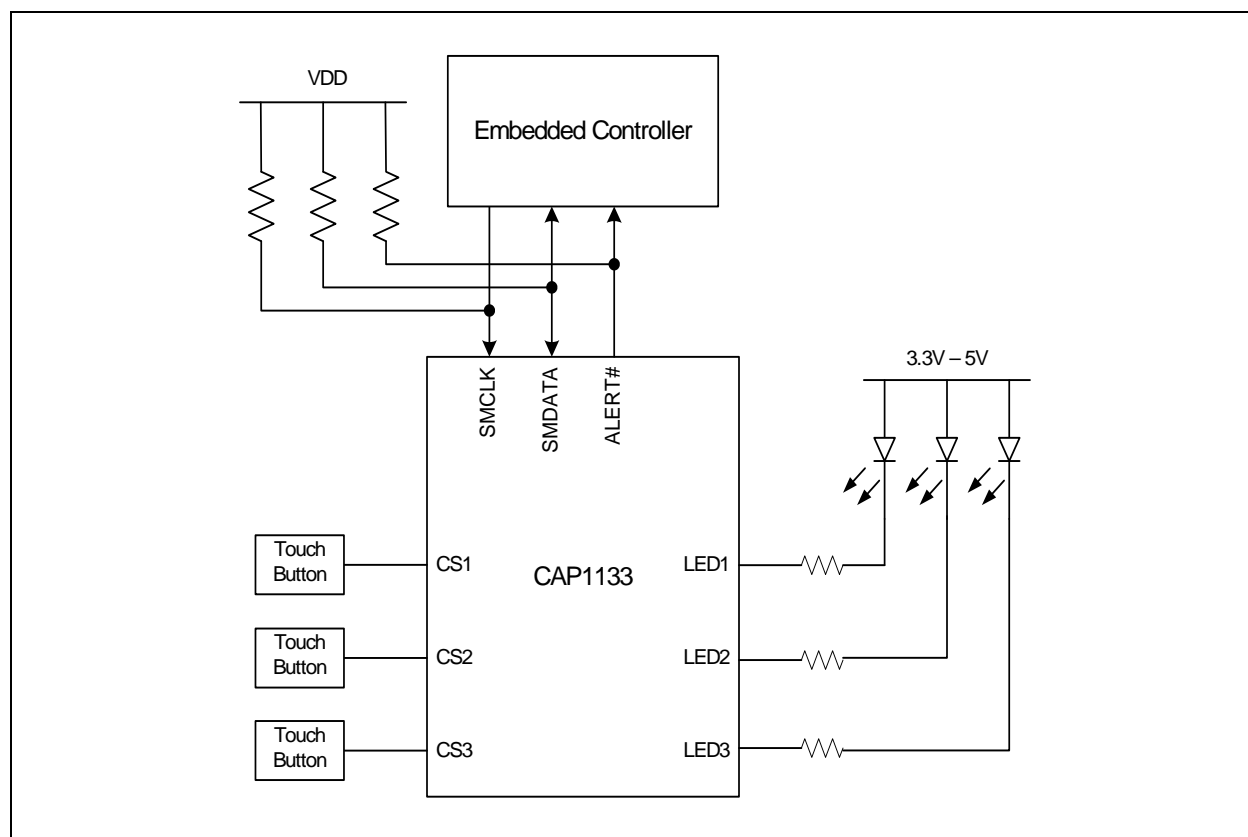 VDD
Embedded Controller
3.3V – 5V
SMCLK
SMDATA
ALERT#
Touch
Button
CS1
CAP1133
LED1
Touch
Button
CS2
LED2
Touch
Button
CS3
LED3